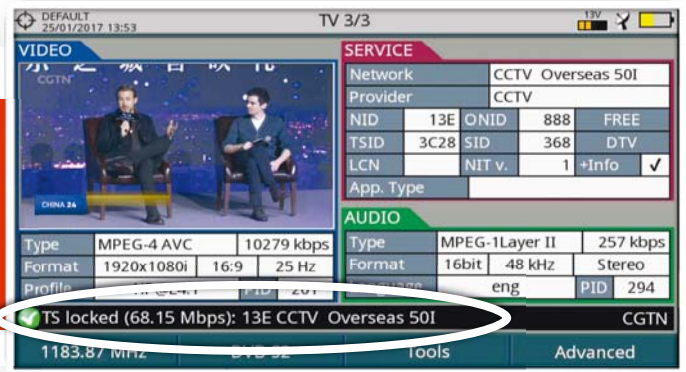 DEFAULT
25/01/2017 13:53
TV 3/3
13V
VIDEO
CGTN
CHINA 24
Type MPEG-4 AVC 10279 kbps
Format 1920x1080i 16:9 25 Hz
Profile PID
SERVICE
Network CCTV Overseas 50I
Provider CCTV
NID 13E ONID 888 FREE
TSID 3C28 SID 368 DTV
LCN NIT v. 1 +Info ✓
App. Type
AUDIO
Type MPEG-1Layer II 257 kbps
Format 16bit 48 kHz Stereo
eng PID 294
TS locked (68.15 Mbps): 13E CCTV Overseas 50I CGTN
1183.87 MHz Tools Advanced